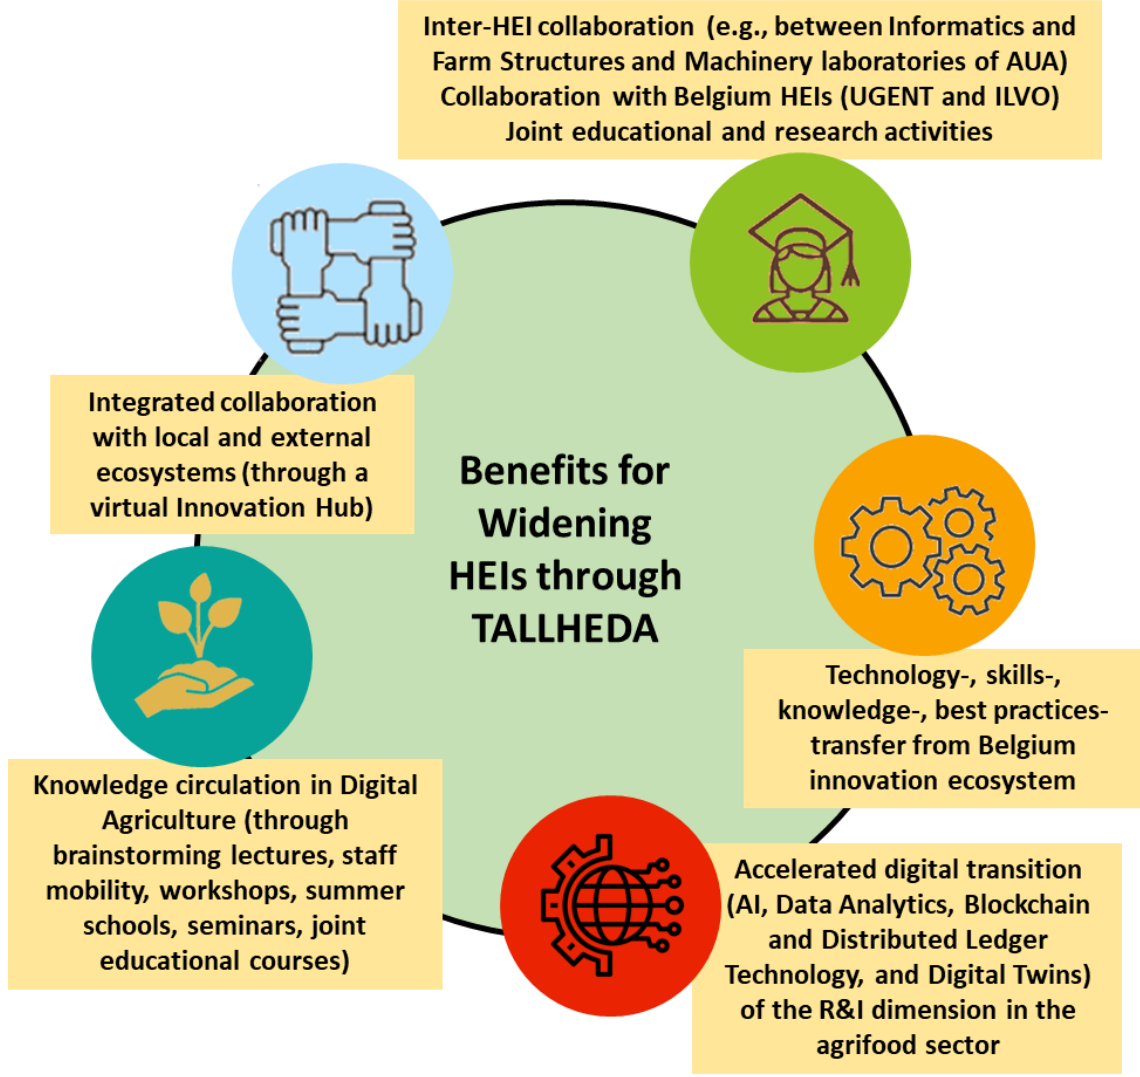 Inter-HEI collaboration (e.g., between Informatics and
Farm Structures and Machinery laboratories of AUA)
Collaboration with Belgium HEIs (UGENT and ILVO)
Joint educational and research activities
Integrated collaboration
with local and external
ecosystems (through a
virtual Innovation Hub)
Benefits for
Widening
HEIs through
TALLHEDA
Technology-, skills-,
knowledge-, best practices-
transfer from Belgium
innovation ecosystem
Knowledge circulation in Digital
Agriculture (through
brainstorming lectures, staff
mobility, workshops, summer
schools, seminars, joint
educational courses)
Accelerated digital transition
(AI, Data Analytics, Blockchain
and Distributed Ledger
Technology, and Digital Twins)
of the R&I dimension in the
agrifood sector